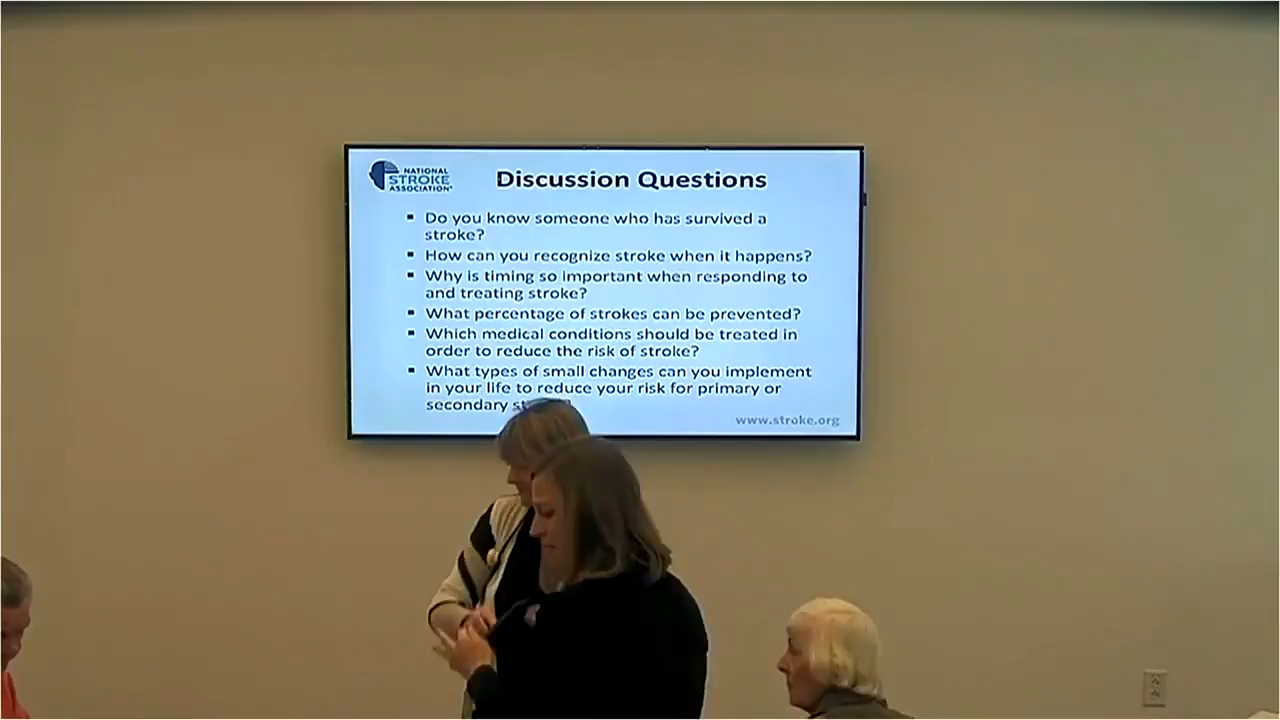 NATIONAL
STROKE
ASSOCIATION
Discussion Questions
▪ Do you know someone who has survived a
stroke?
▪ How can you recognize stroke when it happens?
▪ Why is timing so important when responding to
and treating stroke?
▪ What percentage of strokes can be prevented?
▪ Which medical conditions should be treated in
order to reduce the risk of stroke?
▪ What types of small changes can you implement
in your life to reduce your risk for primary or
secondary
www.stroke.org